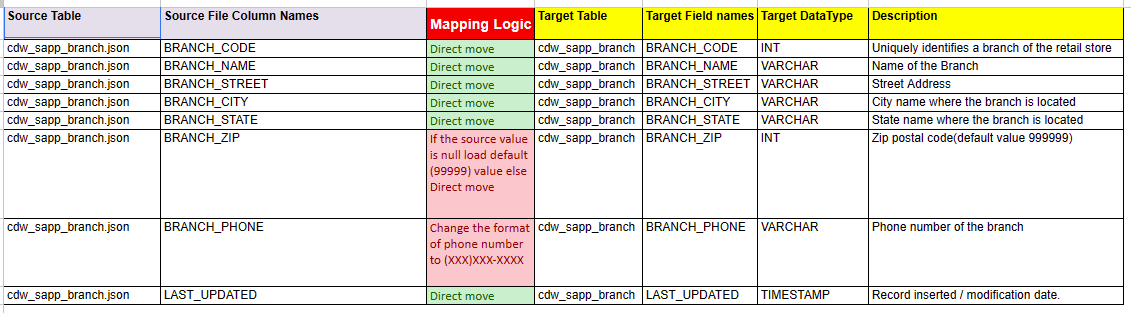 Source Table Source File Column Names Mapping Logic Target Table Target Field names Target DataType Description
cdw_sapp_branch.json BRANCH_CODE Direct move cdw_sapp_branch BRANCH_CODE INT Uniquely identifies a branch of the retail store
cdw_sapp_branch.json BRANCH_NAME Direct move cdw_sapp_branch BRANCH_NAME VARCHAR Name of the Branch
cdw_sapp_branch.json BRANCH_STREET Direct move cdw_sapp_branch BRANCH_STREET VARCHAR Street Address
cdw_sapp_branch.json BRANCH_CITY Direct move cdw_sapp_branch BRANCH_CITY VARCHAR City name where the branch is located
cdw_sapp_branch.json BRANCH_STATE Direct move cdw_sapp_branch BRANCH_STATE VARCHAR State name where the branch is located
cdw_sapp_branch.json BRANCH_ZIP If the source value cdw_sapp_branch BRANCH_ZIP INT Zip postal code(default value 999999)
is null load default
(99999) value else
Direct move
cdw_sapp_branch.json BRANCH_PHONE Change the format cdw_sapp_branch BRANCH_PHONE VARCHAR Phone number of the branch
of phone number
to (XXX)XXX-XXXX
cdw_sapp_branch.json LAST_UPDATED Direct move cdw_sapp_branch LAST_UPDATED TIMESTAMP Record inserted / modification date.